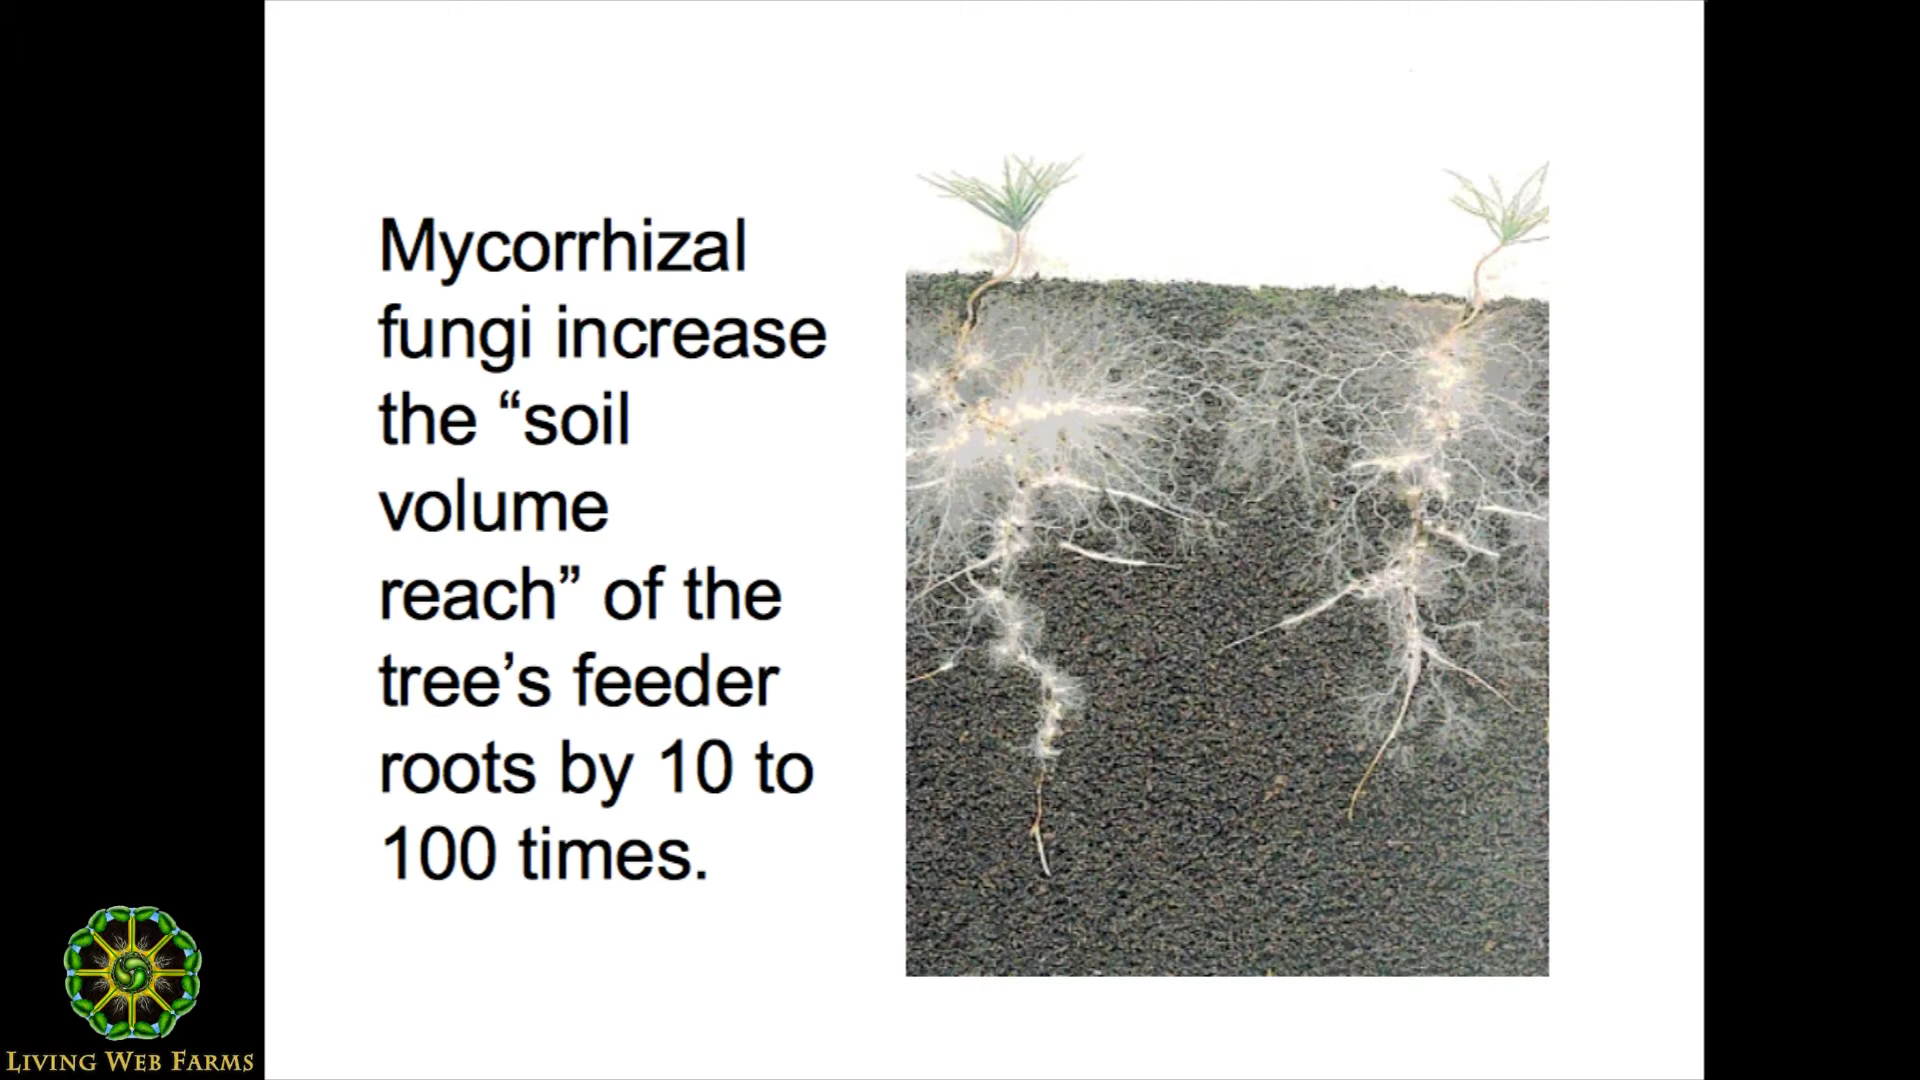 Mycorrhizal
fungi increase
the “soil
volume
reach” of the
tree’s feeder
roots by 10 to
100 times.
LIVING WEB FARMS